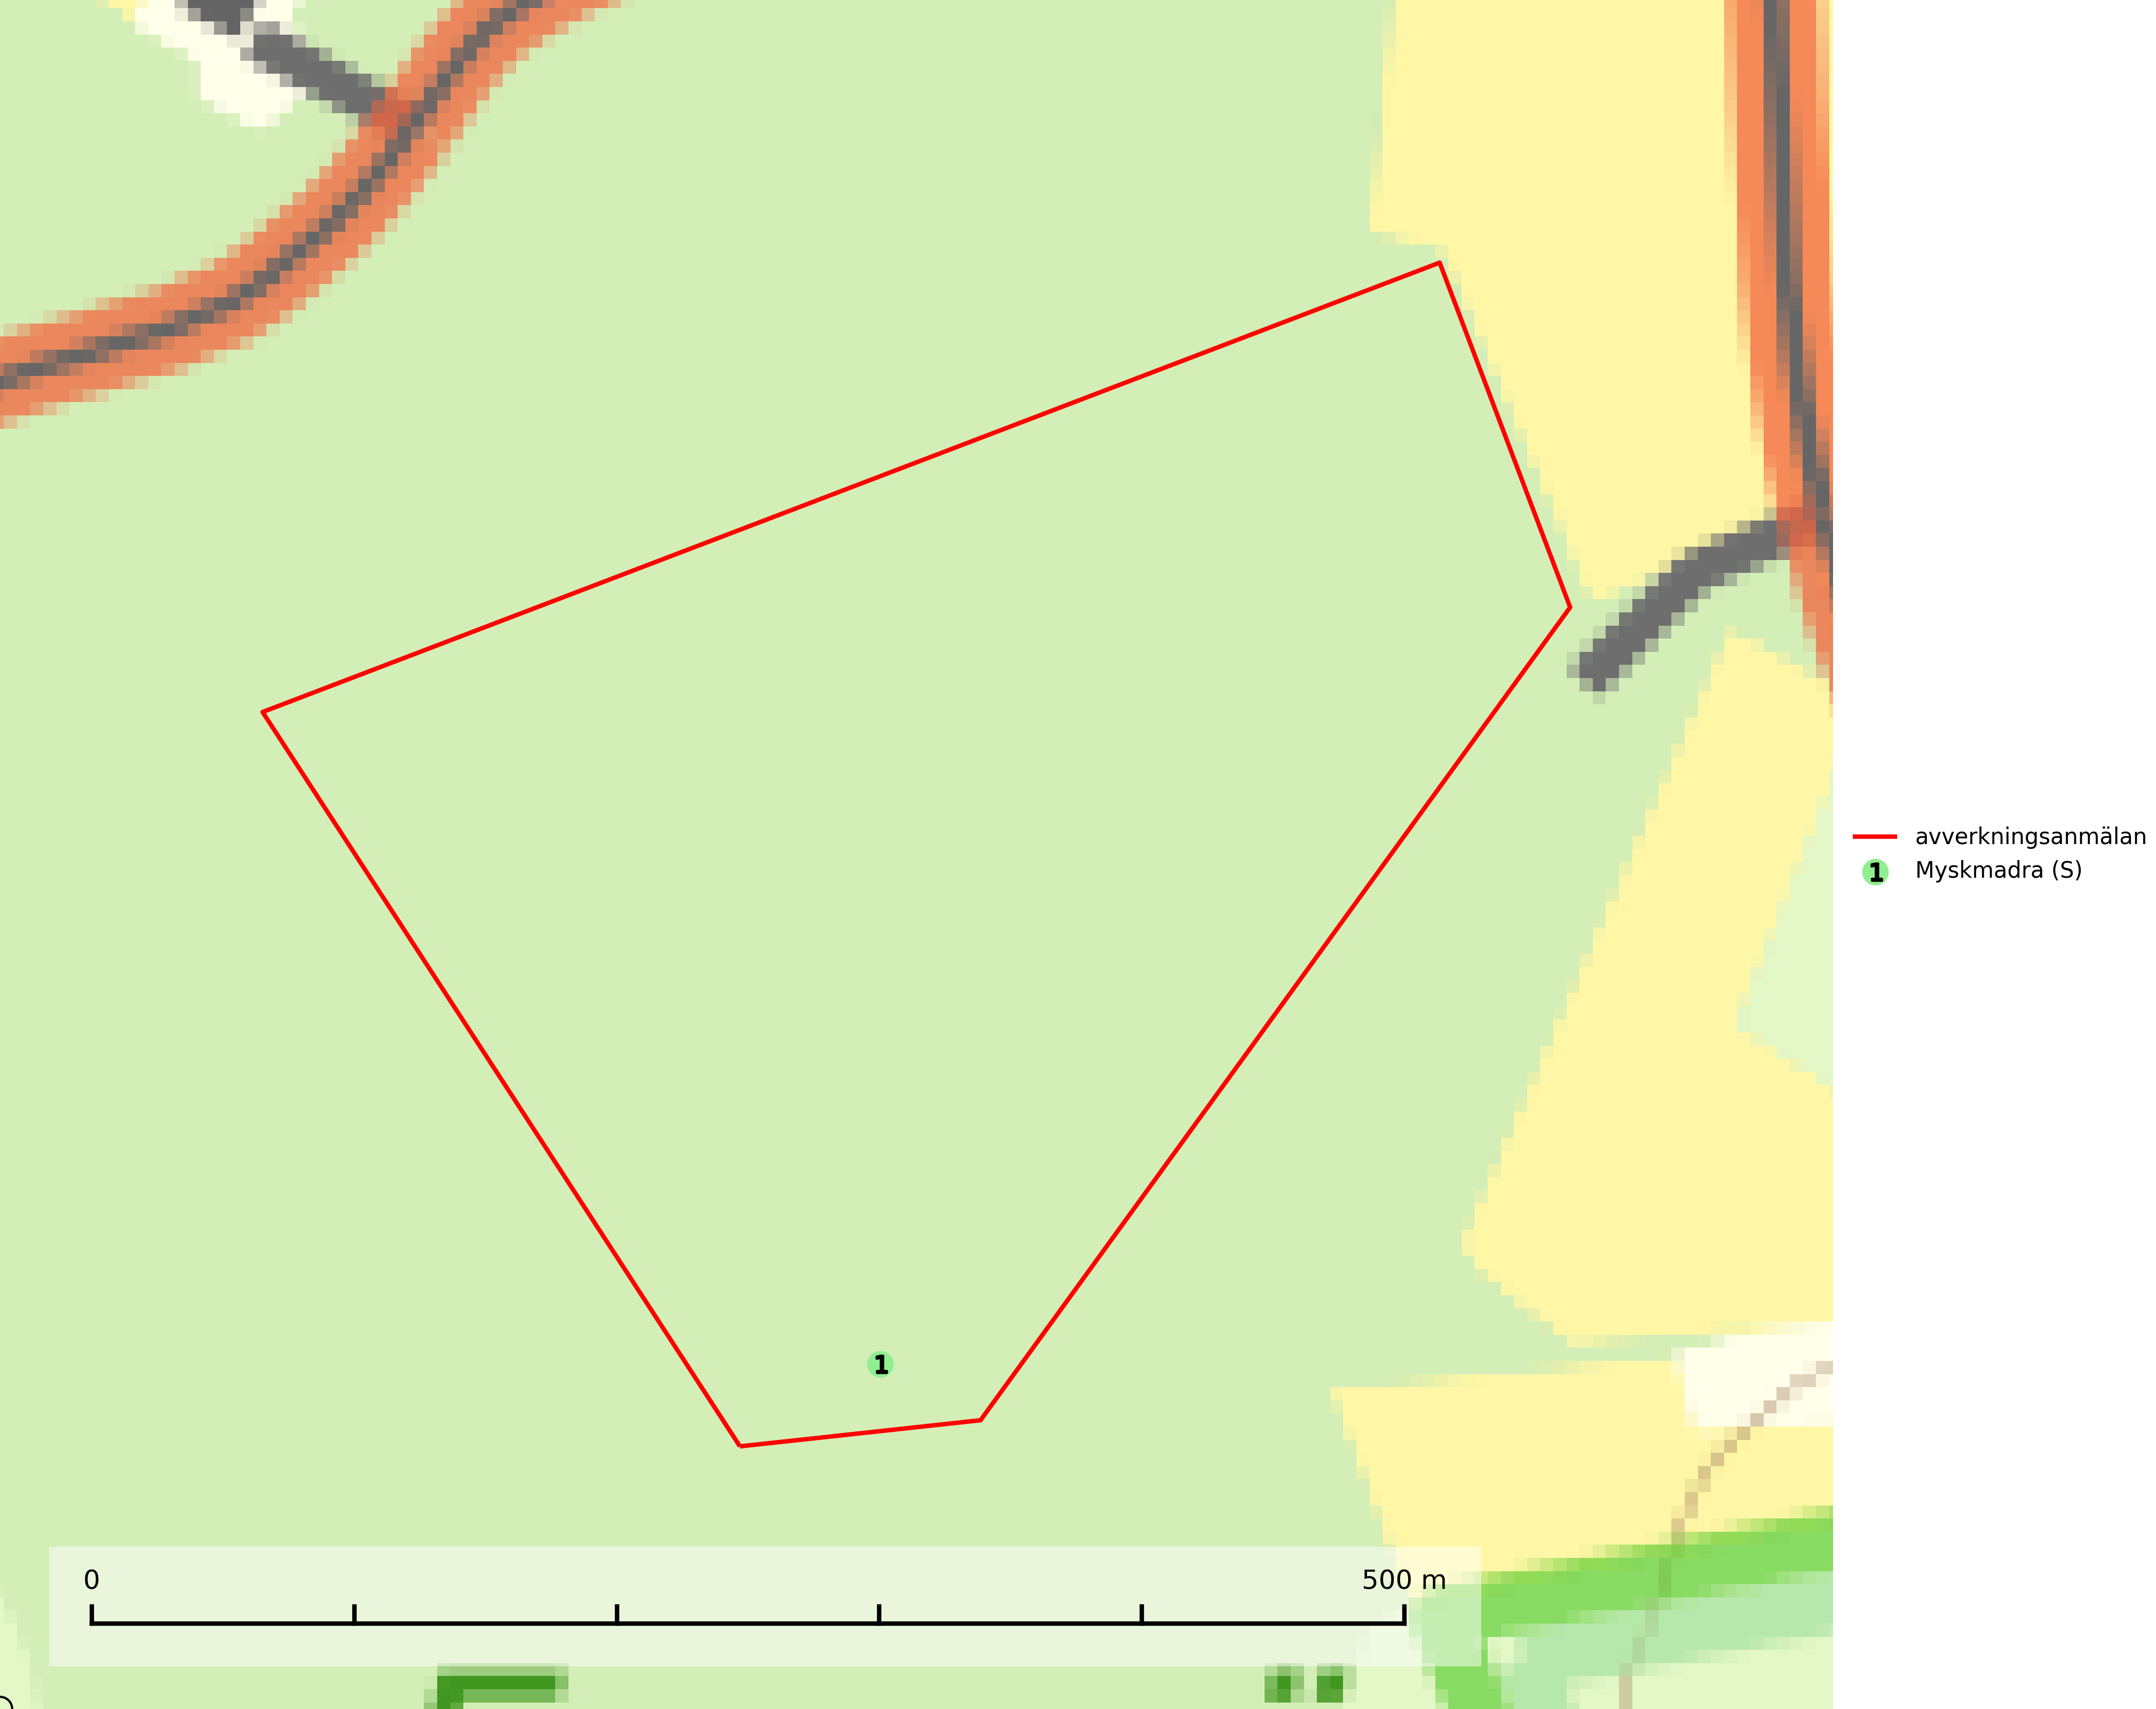 avverkningsanmälan
1 Myskmadra (S)
1
0 500 m